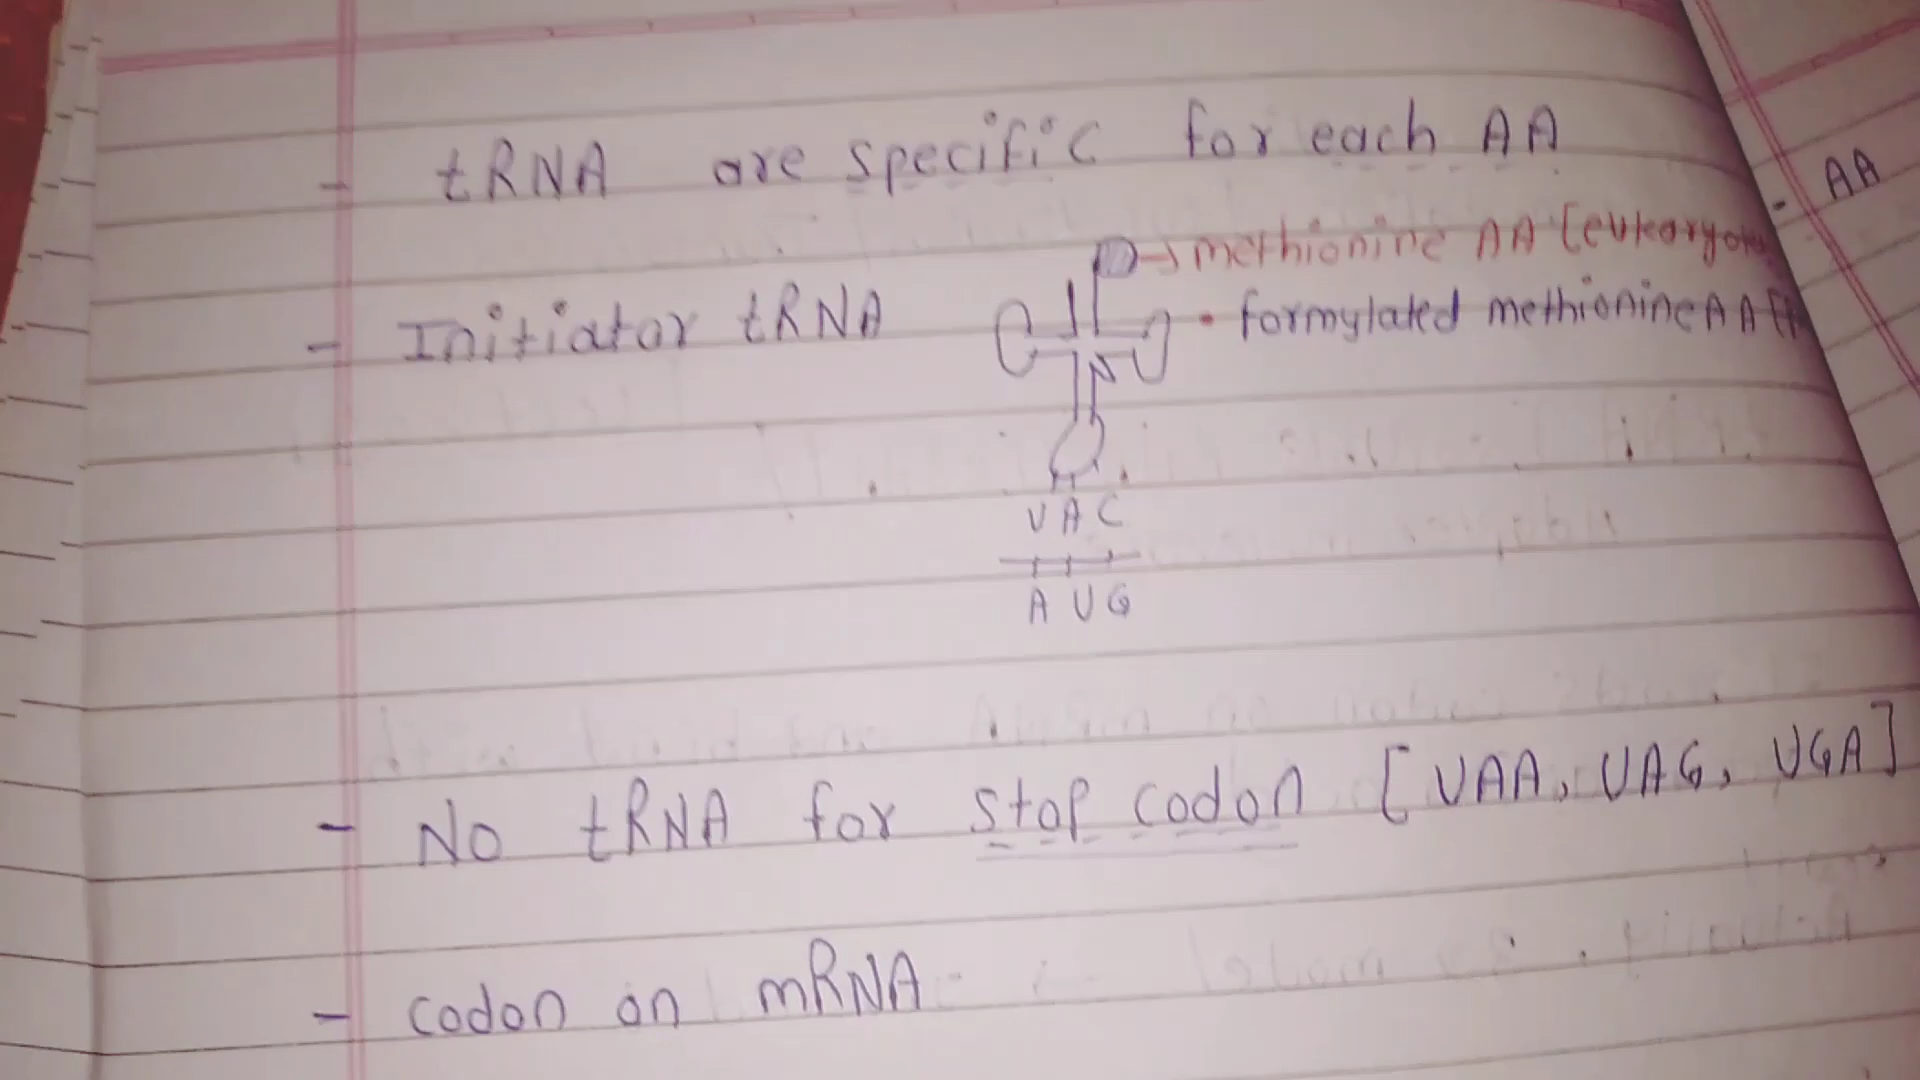 - tRNA are specific for each AA
→ methionine AA [eukaryot
- Initiator tRNA • formylated methionine AA [
UAC
AUG
- No tRNA for stop codon [UAA, UAG, UGA]
- codon on mRNA
• AA